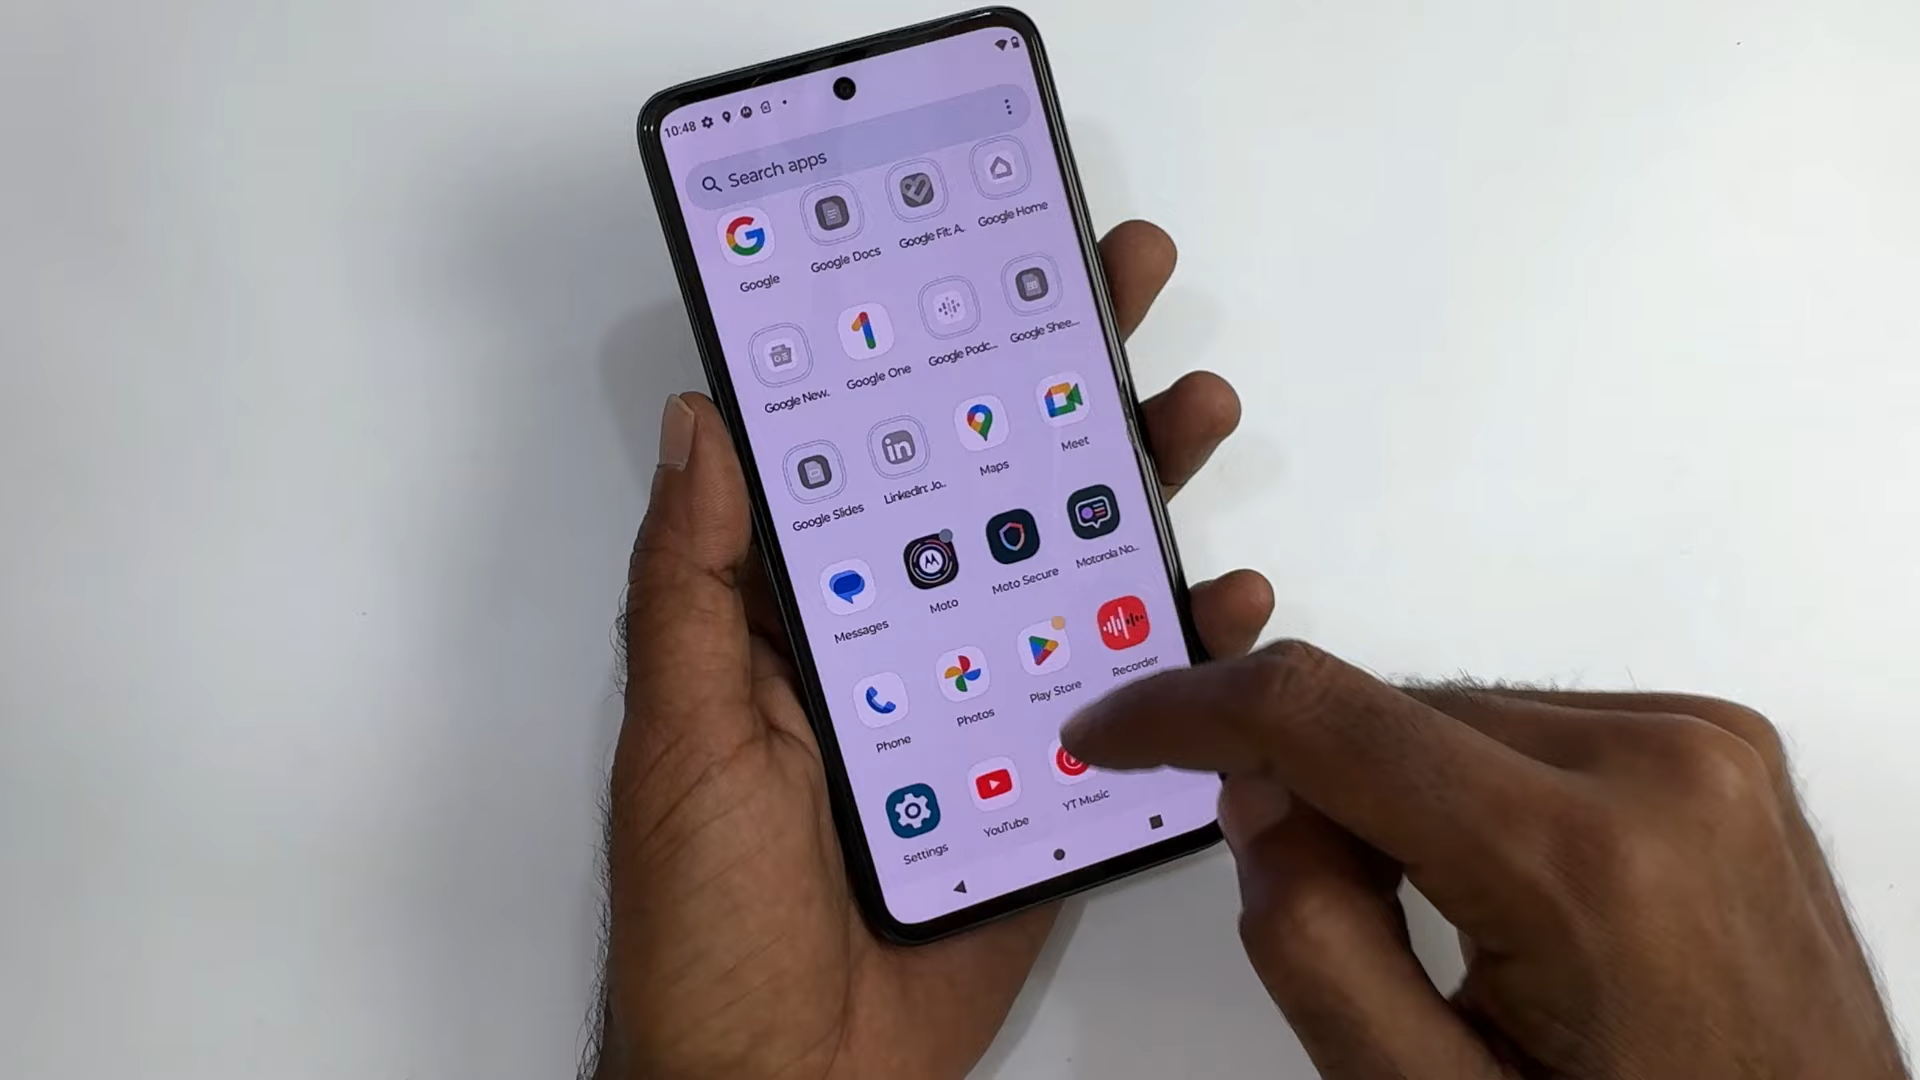 10:48
Search apps
Google
Google Docs
Google Fit: A..
Google Home
Google New..
Google One
Google Podc...
Google Shee...
Google Slides
LinkedIn: Jo..
Maps
Meet
Messages
Moto
Moto Secure
Motorola No...
Phone
Photos
Play Store
Recorder
Settings
YouTube
YT Music